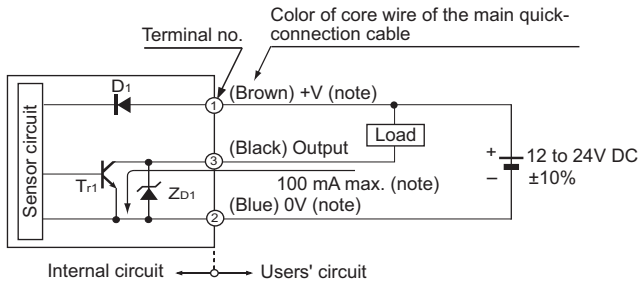 Color of core wire of the main quick-
connection cable
Terminal no.
D1
1
(Brown) +V (note)
Sensor circuit
Load
3
(Black) Output
+
12 to 24V DC
±10%
−
Tr1
ZD1
100 mA max. (note)
2
(Blue) 0V (note)
Internal circuit
Users' circuit